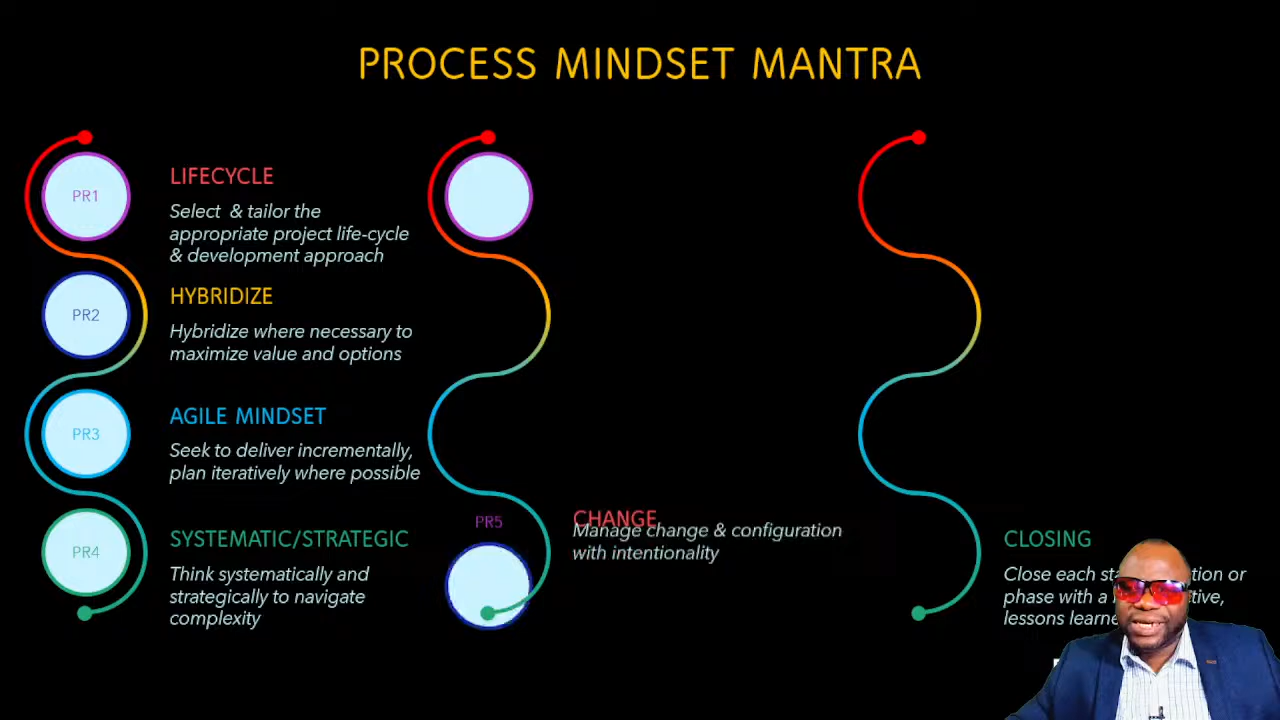 PROCESS MINDSET MANTRA
PR1
LIFECYCLE
Select & tailor the
appropriate project life-cycle
& development approach
PR2
HYBRIDIZE
Hybridize where necessary to
maximize value and options
PR3
AGILE MINDSET
Seek to deliver incrementally,
plan iteratively where possible
PR4
SYSTEMATIC/STRATEGIC
Think systematically and
strategically to navigate
complexity
PR5
CHANGE
Manage change & configuration
with intentionality
CLOSING
Close each or
phase with a
lessons